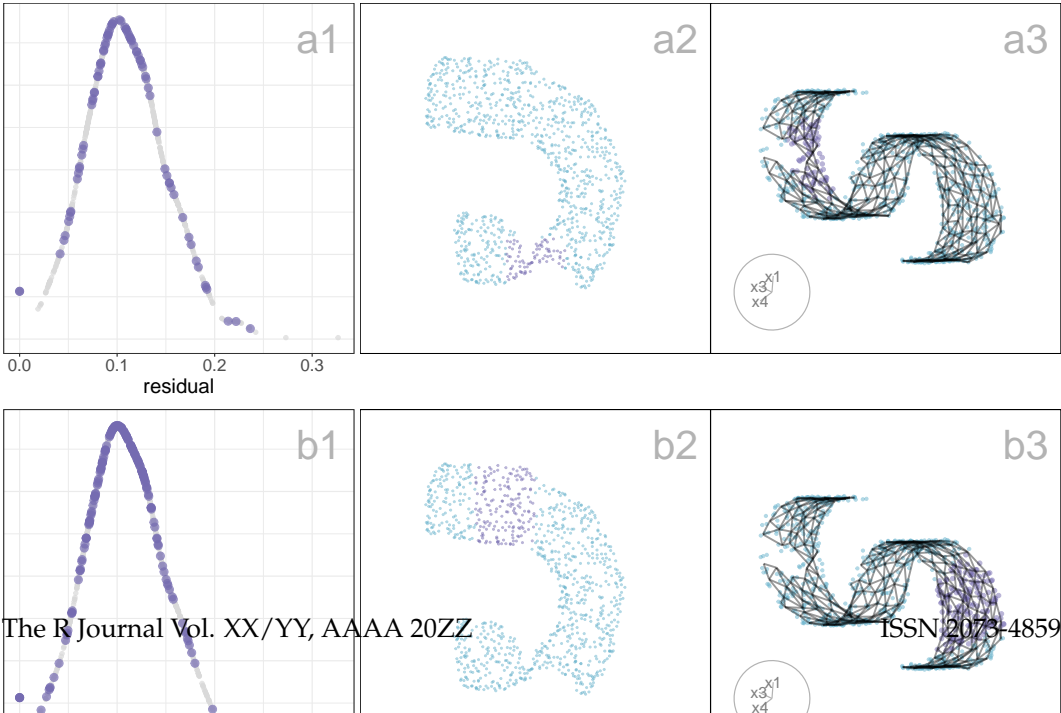 a1
a2
a3
x1
x3
x4
0.0 0.1 0.2 0.3
residual
b1
b2
b3
The R Journal Vol. XX/YY, AAAA 20ZZ
ISSN 2073-4859
x1
x3
x4